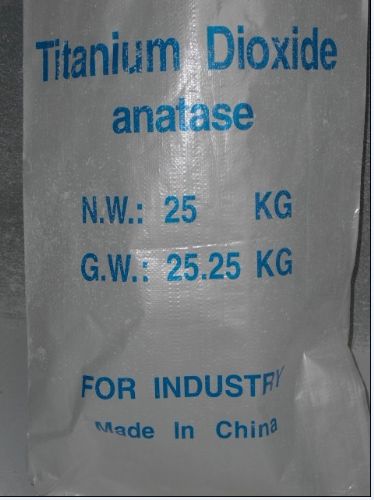 Titanium Dioxide
anatase
N.W.: 25 KG
G.W.: 25.25 KG
FOR INDUSTRY
Made In China